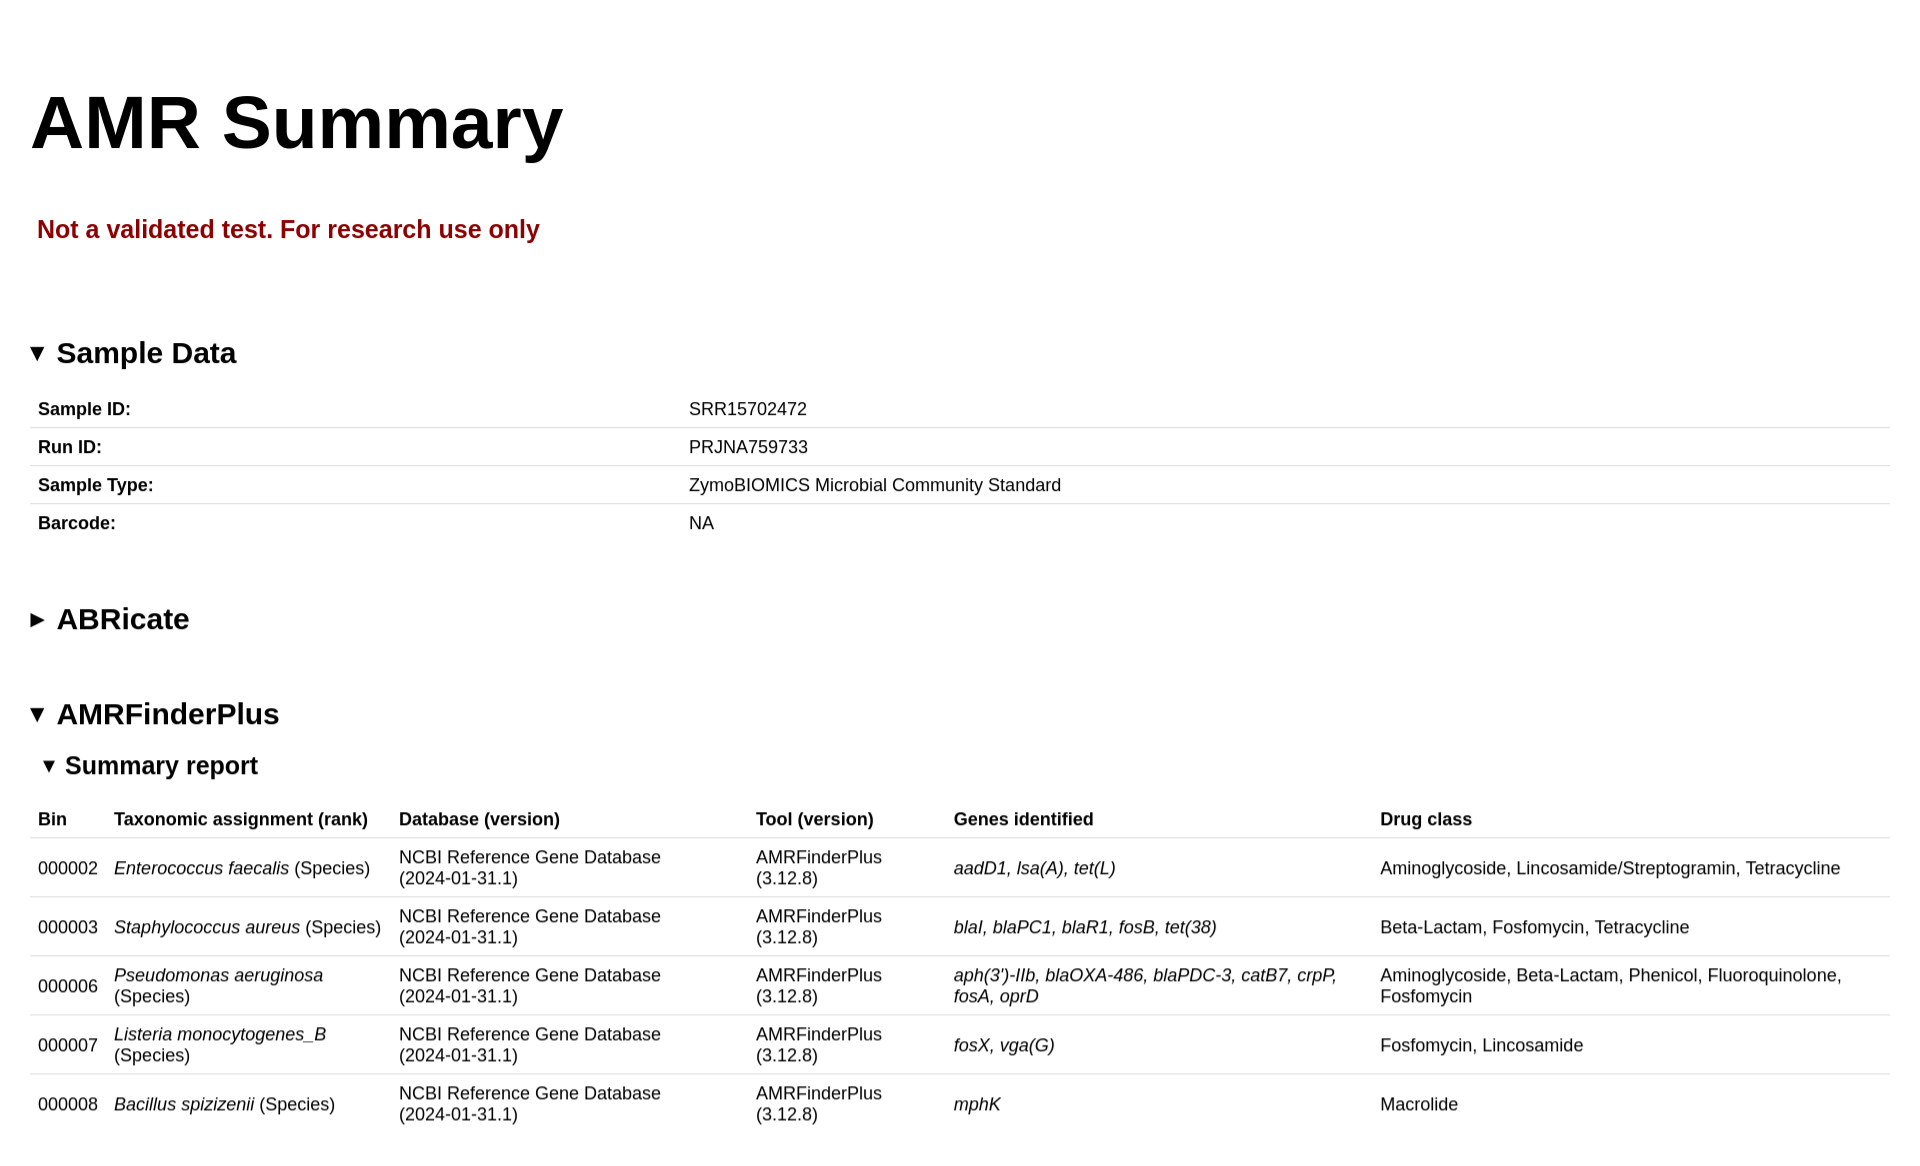 AMR Summary
Not a validated test. For research use only
▼ Sample Data
Sample ID: SRR15702472
Run ID: PRJNA759733
Sample Type: ZymoBIOMICS Microbial Community Standard
Barcode: NA
► ABRicate
▼ AMRFinderPlus
▼ Summary report
Bin Taxonomic assignment (rank) Database (version) Tool (version) Genes identified Drug class
000002 Enterococcus faecalis (Species) NCBI Reference Gene Database (2024-01-31.1) AMRFinderPlus (3.12.8) aadD1, lsa(A), tet(L) Aminoglycoside, Lincosamide/Streptogramin, Tetracycline
000003 Staphylococcus aureus (Species) NCBI Reference Gene Database (2024-01-31.1) AMRFinderPlus (3.12.8) blaI, blaPC1, blaR1, fosB, tet(38) Beta-Lactam, Fosfomycin, Tetracycline
000006 Pseudomonas aeruginosa (Species) NCBI Reference Gene Database (2024-01-31.1) AMRFinderPlus (3.12.8) aph(3')-IIb, blaOXA-486, blaPDC-3, catB7, crpP, fosA, oprD Aminoglycoside, Beta-Lactam, Phenicol, Fluoroquinolone, Fosfomycin
000007 Listeria monocytogenes_B (Species) NCBI Reference Gene Database (2024-01-31.1) AMRFinderPlus (3.12.8) fosX, vga(G) Fosfomycin, Lincosamide
000008 Bacillus spizizenii (Species) NCBI Reference Gene Database (2024-01-31.1) AMRFinderPlus (3.12.8) mphK Macrolide